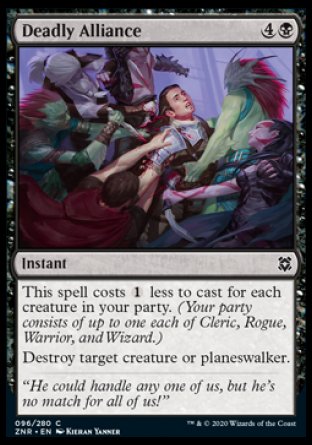 Deadly Alliance 4
Instant
This spell costs 1 less to cast for each
creature in your party. (Your party
consists of up to one each of Cleric, Rogue,
Warrior, and Wizard.)
Destroy target creature or planeswalker.
“He could handle any one of us, but he’s
no match for all of us!”
096/280 C
ZNR • EN Kieran Yanner
™ & © 2020 Wizards of the Coast